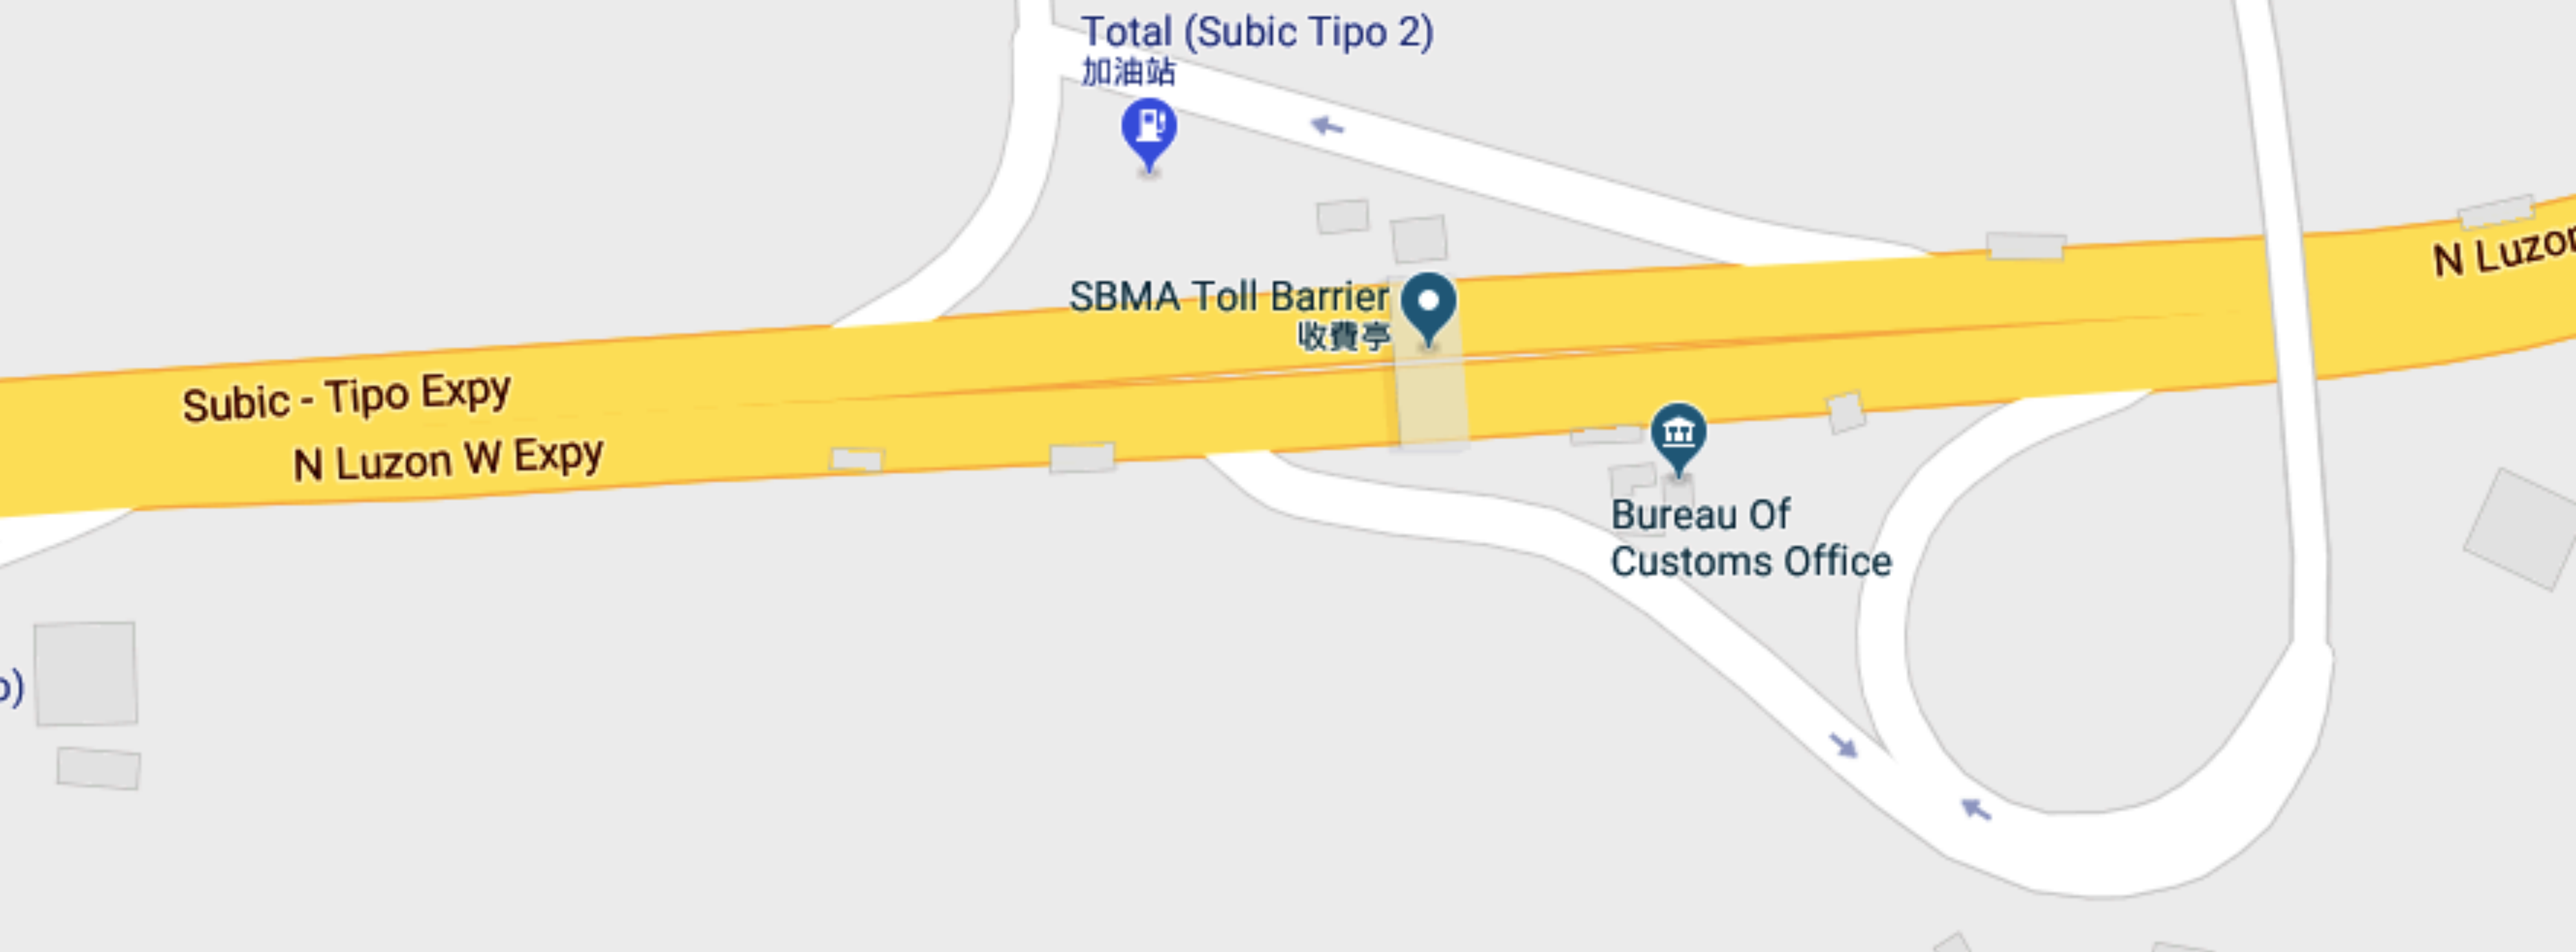 Total (Subic Tipo 2)
加油站
SBMA Toll Barrier
收費亭
N Luzon
Subic - Tipo Expy
N Luzon W Expy
Bureau Of
Customs Office
o)